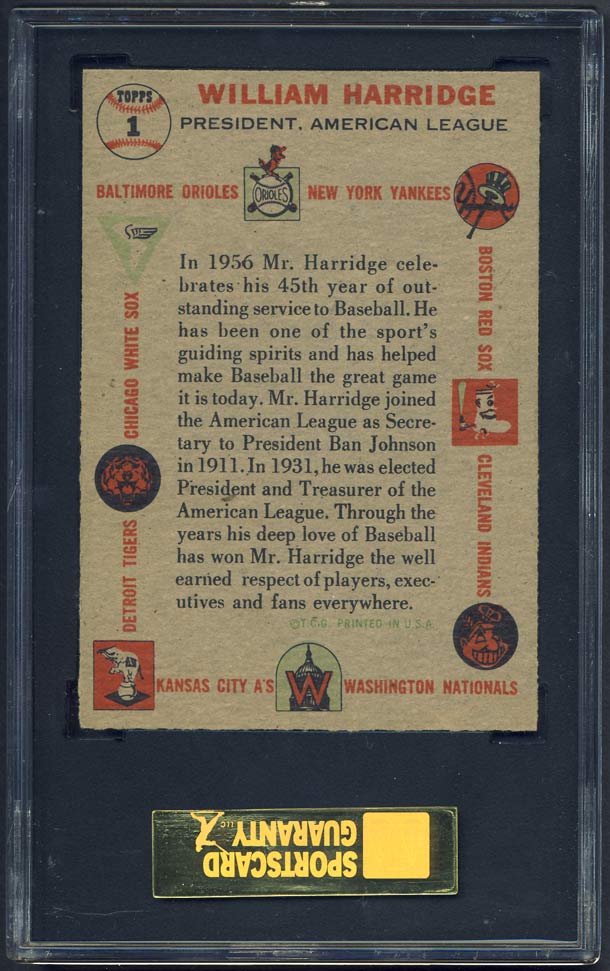 TOPPS
1
WILLIAM HARRIDGE
PRESIDENT, AMERICAN LEAGUE
BALTIMORE ORIOLES
ORIOLES
NEW YORK YANKEES
BOSTON RED SOX
CLEVELAND INDIANS
CHICAGO WHITE SOX
DETROIT TIGERS
In 1956 Mr. Harridge cele-
brates his 45th year of out-
standing service to Baseball. He
has been one of the sport's
guiding spirits and has helped
make Baseball the great game
it is today. Mr. Harridge joined
the American League as Secre-
tary to President Ban Johnson
in 1911. In 1931, he was elected
President and Treasurer of the
American League. Through the
years his deep love of Baseball
has won Mr. Harridge the well
earned respect of players, exec-
utives and fans everywhere.
©T.C.G. PRINTED IN U.S.A.
KANSAS CITY A'S
W
WASHINGTON NATIONALS
SPORTSCARD
GUARANTY LLC